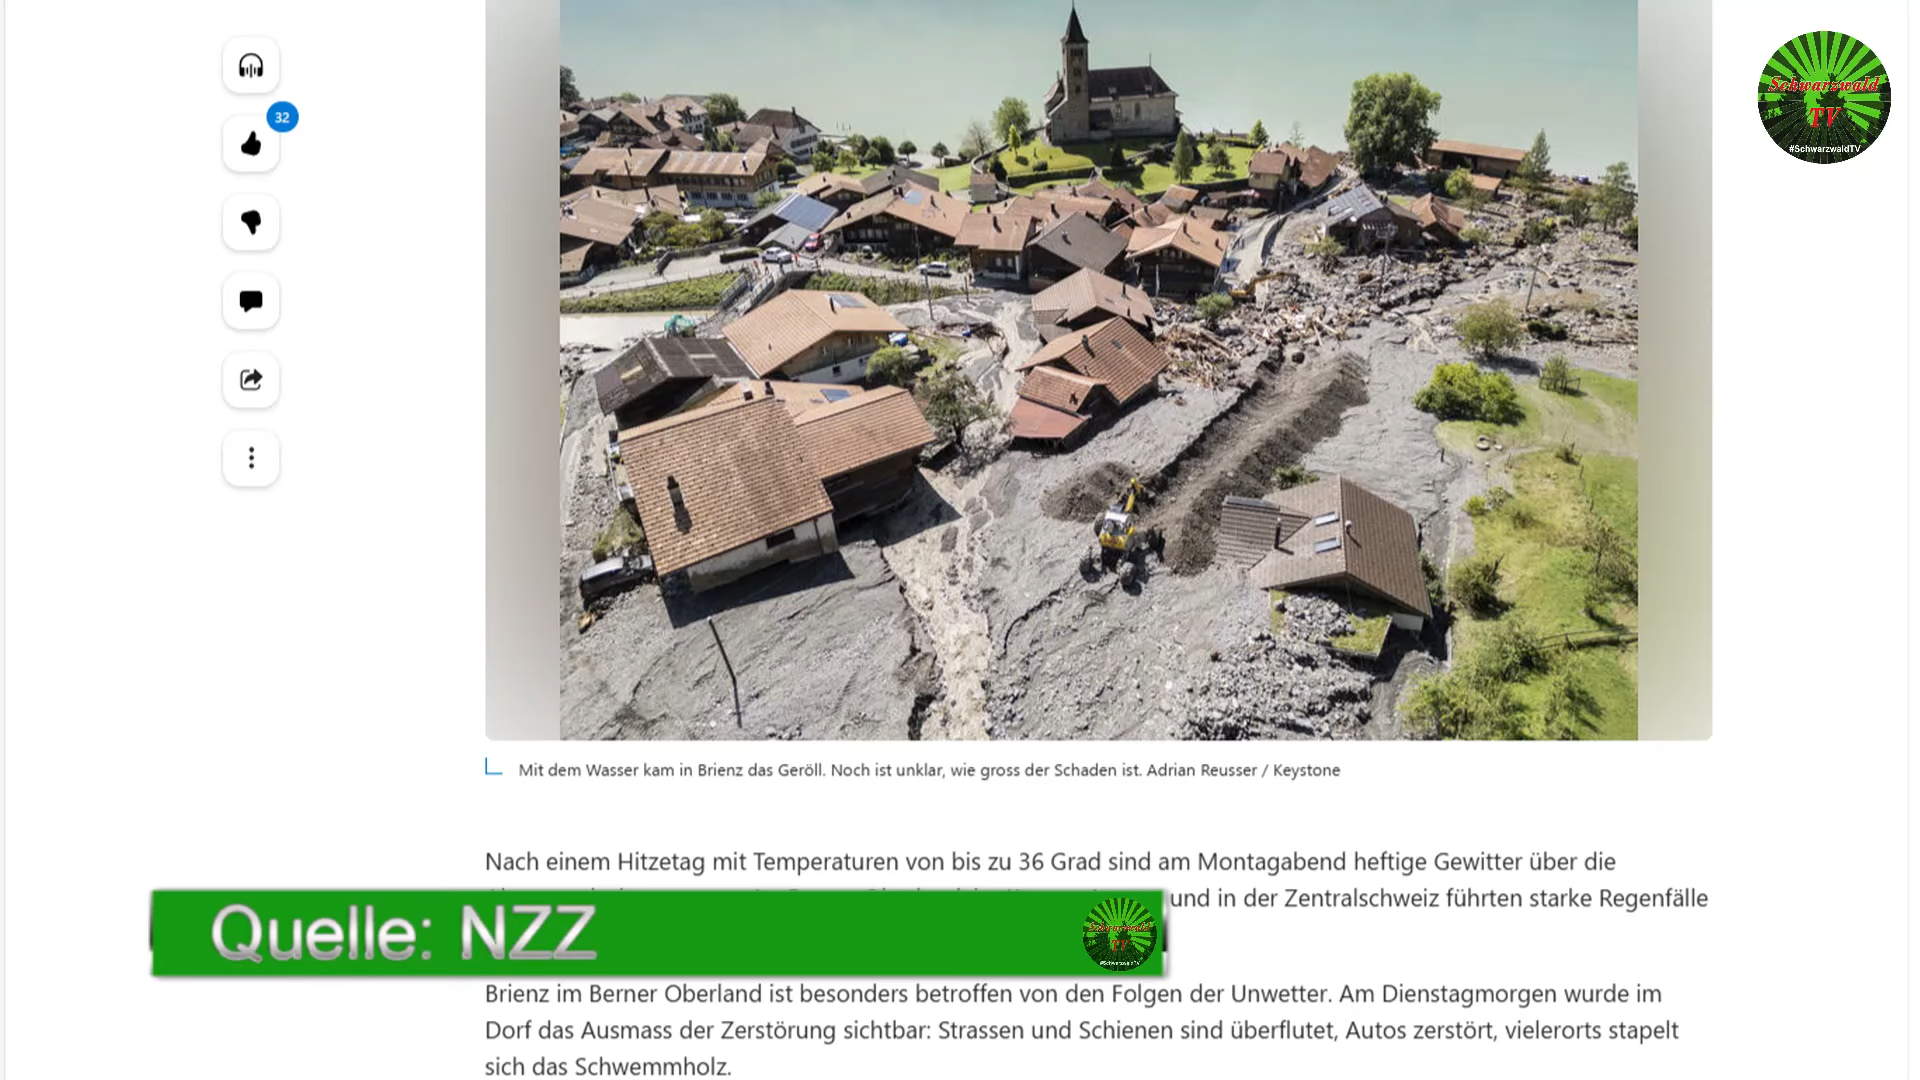 32
Schwarzwald
TV
#SchwarzwaldTV
Mit dem Wasser kam in Brienz das Geröll. Noch ist unklar, wie gross der Schaden ist. Adrian Reusser / Keystone
Nach einem Hitzetag mit Temperaturen von bis zu 36 Grad sind am Montagabend heftige Gewitter über die
und in der Zentralschweiz führten starke Regenfälle
Quelle: NZZ
Schwarzwald
TV
#SchwarzwaldTV
Brienz im Berner Oberland ist besonders betroffen von den Folgen der Unwetter. Am Dienstagmorgen wurde im
Dorf das Ausmass der Zerstörung sichtbar: Strassen und Schienen sind überflutet, Autos zerstört, vielerorts stapelt
sich das Schwemmholz.